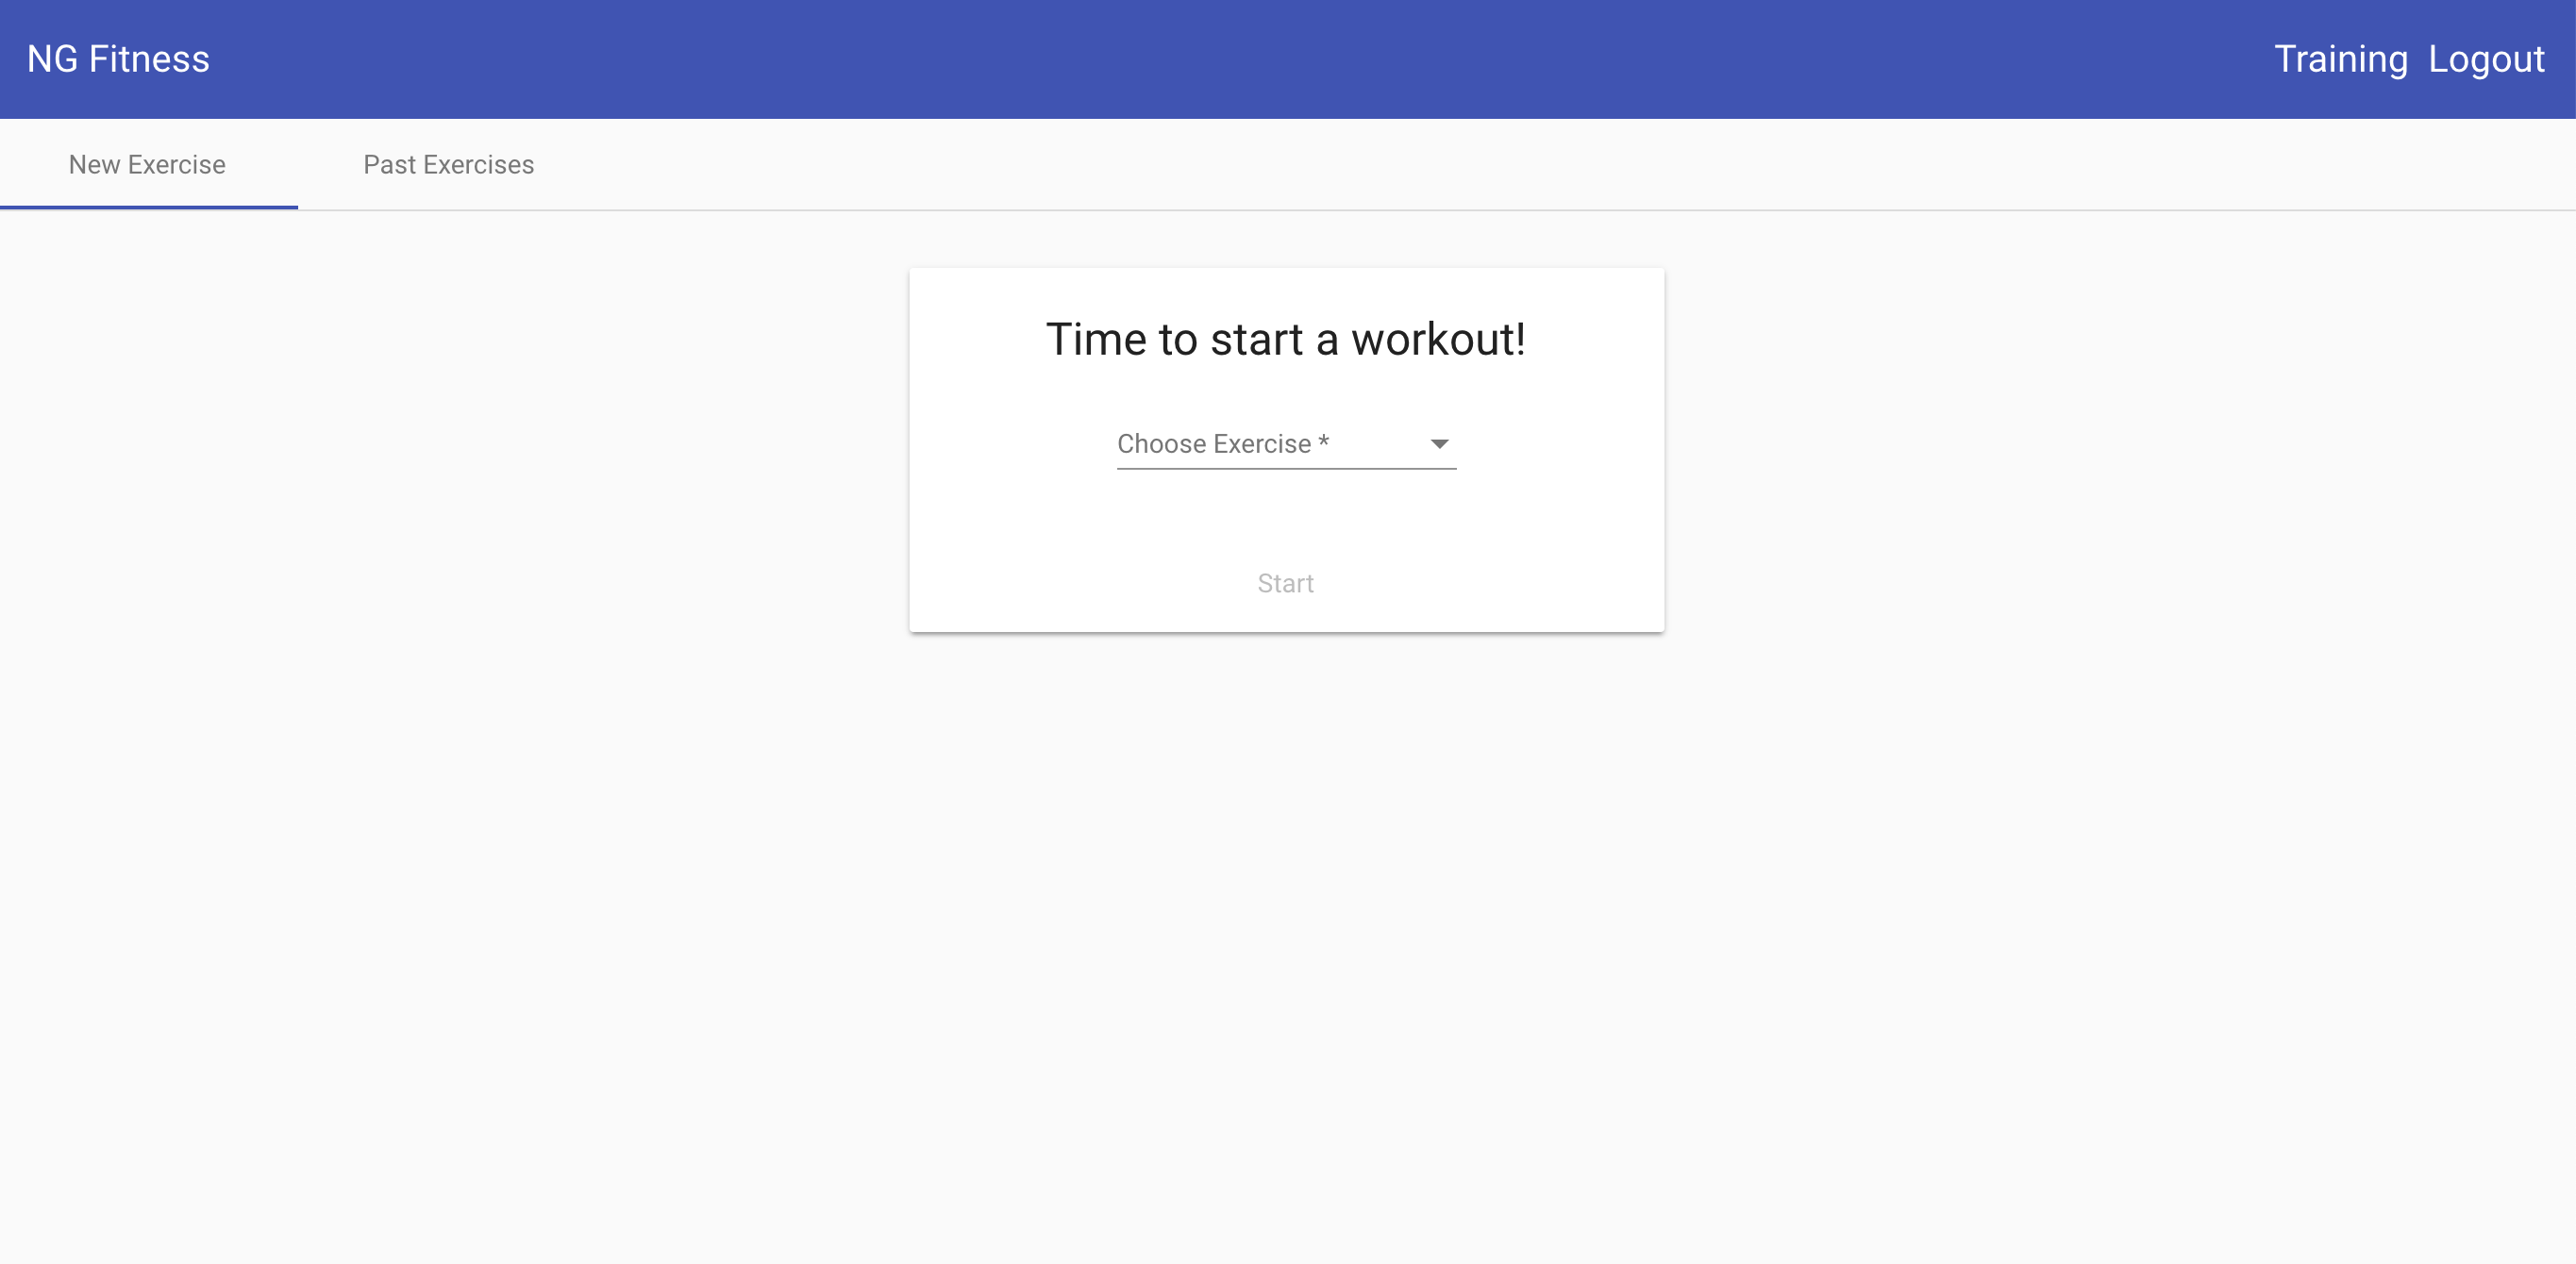 NG Fitness Training Logout
New Exercise Past Exercises
Time to start a workout!
Choose Exercise *
Start